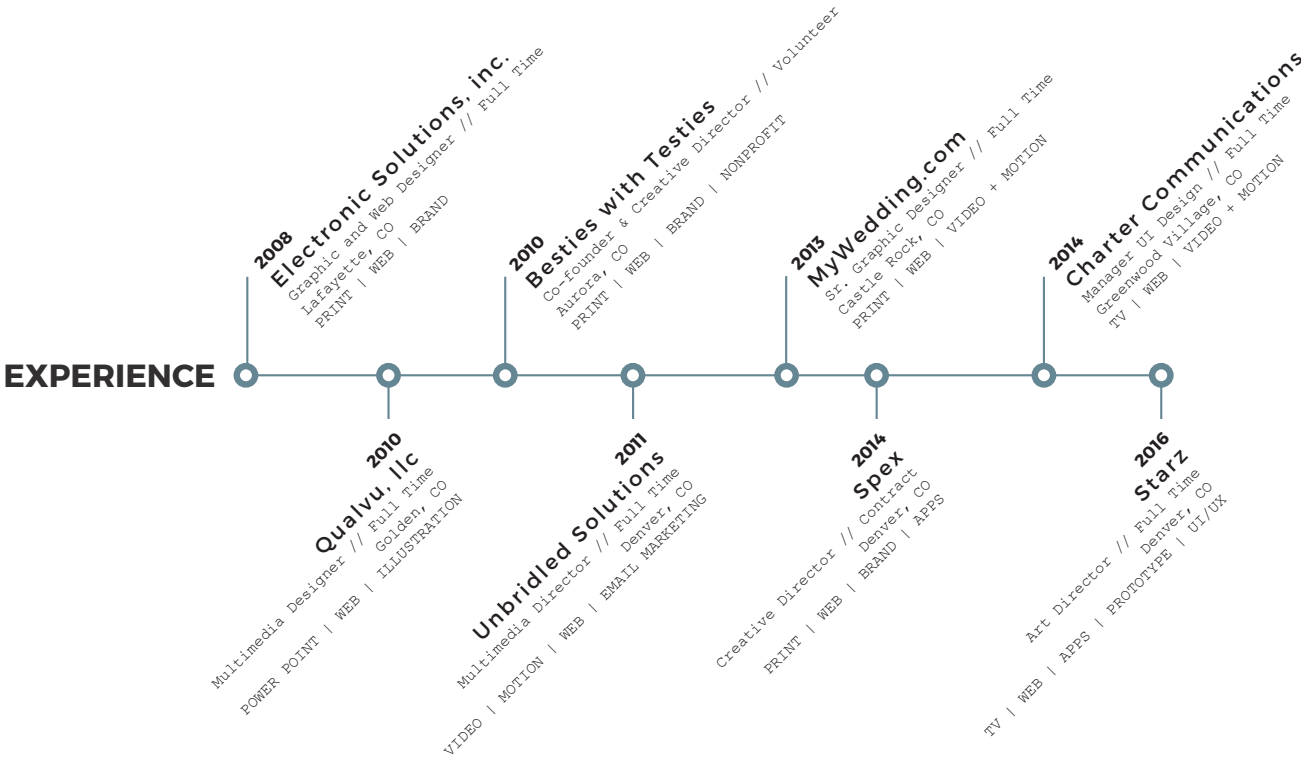 EXPERIENCE
2008
Electronic Solutions, inc.
Graphic and Web Designer // Full Time
Lafayette, CO
PRINT | WEB | BRAND
2010
Qualvu, llc
Multimedia Designer // Full Time
Golden, CO
POWER POINT | WEB | ILLUSTRATION
2010
Besties with Testies
Co-founder & Creative Director // Volunteer
Aurora, CO
PRINT | WEB | BRAND | NONPROFIT
2011
Unbridled Solutions
Multimedia Director // Full Time
Denver, CO
VIDEO | MOTION | WEB | EMAIL MARKETING
2013
MyWedding.com
Sr. Graphic Designer // Full Time
Castle Rock, CO
PRINT | WEB | VIDEO + MOTION
2014
Spex
Creative Director // Contract
Denver, CO
PRINT | WEB | BRAND | APPS
2014
Charter Communications
Manager UI Design // Full Time
Greenwood Village, CO
TV | WEB | VIDEO + MOTION
2016
Starz
Art Director // Full Time
Denver, CO
TV | WEB | APPS | PROTOTYPE | UI/UX